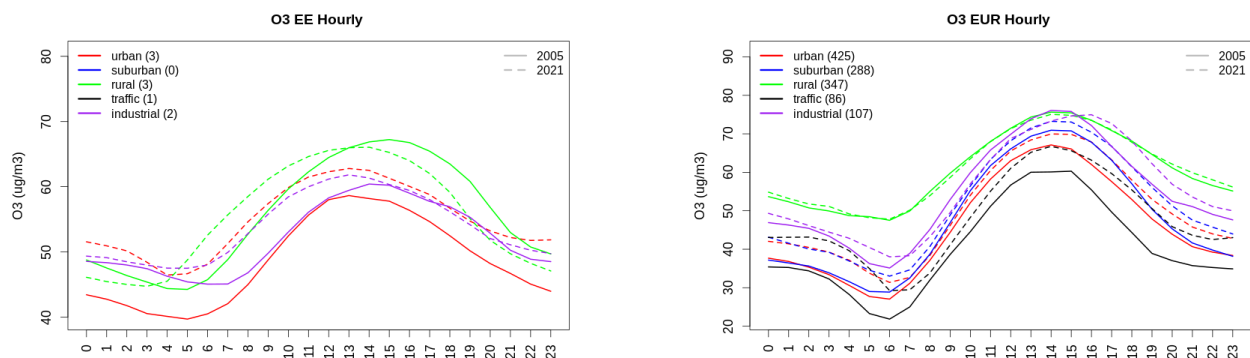 O3 EE Hourly
O3 (ug/m3)
80
70
60
50
40
urban (3)
suburban (0)
rural (3)
traffic (1)
industrial (2)
2005
2021
0 1 2 3 4 5 6 7 8 9 10 11 12 13 14 15 16 17 18 19 20 21 22 23
O3 EUR Hourly
O3 (ug/m3)
90
80
70
60
50
40
30
20
urban (425)
suburban (288)
rural (347)
traffic (86)
industrial (107)
2005
2021
0 1 2 3 4 5 6 7 8 9 10 11 12 13 14 15 16 17 18 19 20 21 22 23